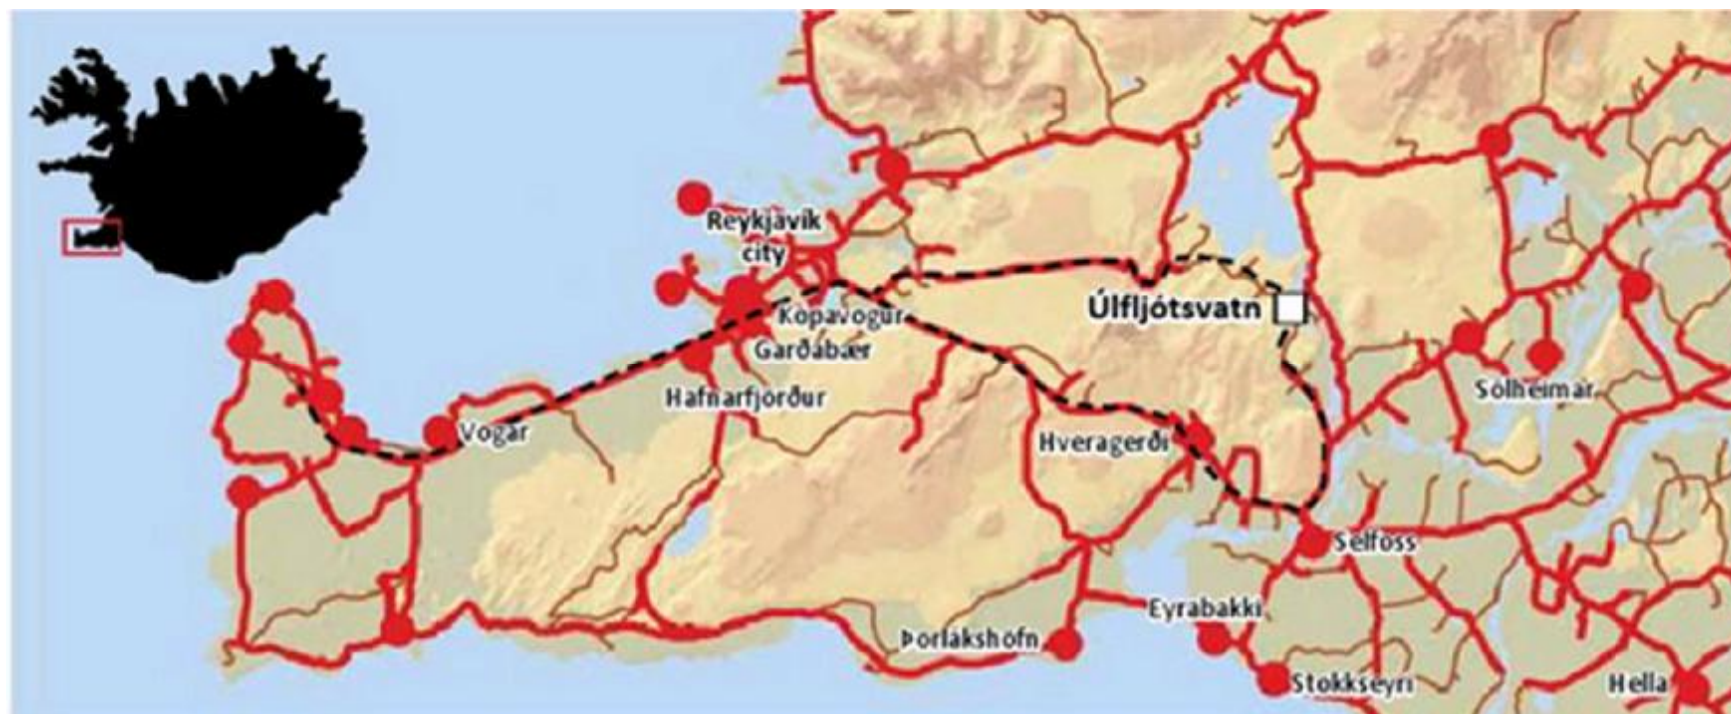 Reykjavík
city
Úlfljótsvatn
Kópavogur
Garðabær
Sólheimar
Hafnarfjörður
Vogar
Hveragerði
Selfoss
Eyrabakki
Þorlákshöfn
Stokkseyri
Hella